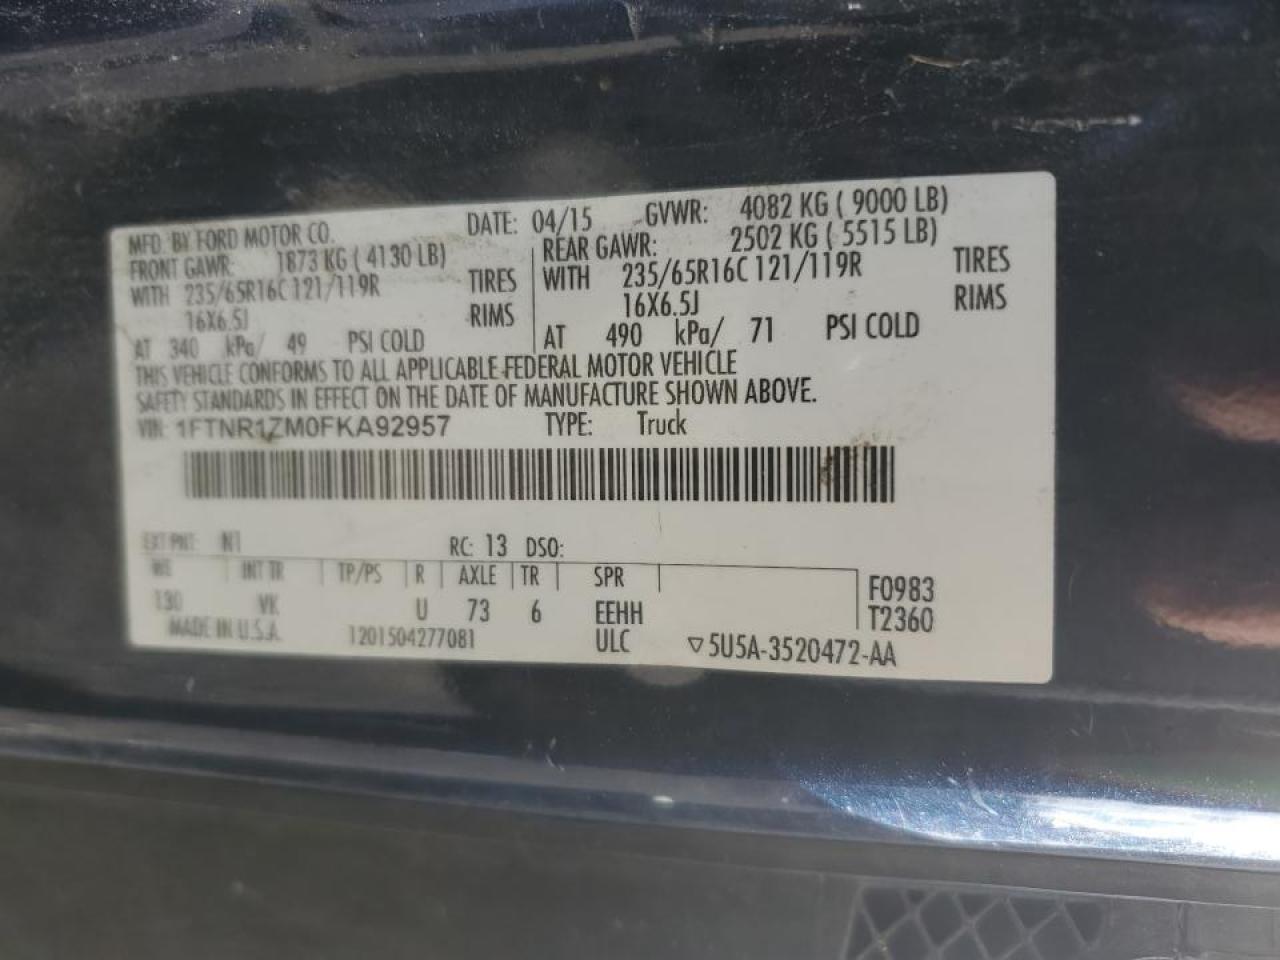 MFD. BY FORD MOTOR CO. DATE: 04/15 GVWR: 4082 KG ( 9000 LB)
FRONT GAWR: 1873 KG ( 4130 LB) REAR GAWR: 2502 KG ( 5515 LB)
WITH 235/65R16C 121/119R TIRES WITH 235/65R16C 121/119R TIRES
16X6.5J RIMS 16X6.5J RIMS
AT 340 kPa/ 49 PSI COLD AT 490 kPa/ 71 PSI COLD
THIS VEHICLE CONFORMS TO ALL APPLICABLE FEDERAL MOTOR VEHICLE
SAFETY STANDARDS IN EFFECT ON THE DATE OF MANUFACTURE SHOWN ABOVE.
VIN: 1FTNR1ZM0FKA92957 TYPE: Truck
EXT PNT: N1 RC: 13 DSO:
WB INT TR TP/PS R AXLE TR SPR F0983
130 VK U 73 6 EEHH T2360
MADE IN U.S.A. 1201504277081 ULC ▽5U5A-3520472-AA